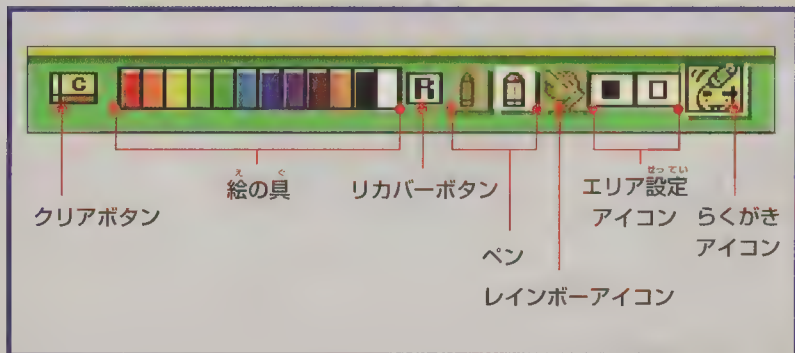 C
R
えぐ
絵の具
リカバーボタン
せってい
エリア設定
アイコン
クリアボタン
らくがき
アイコン
ペン
レインボーアイコン